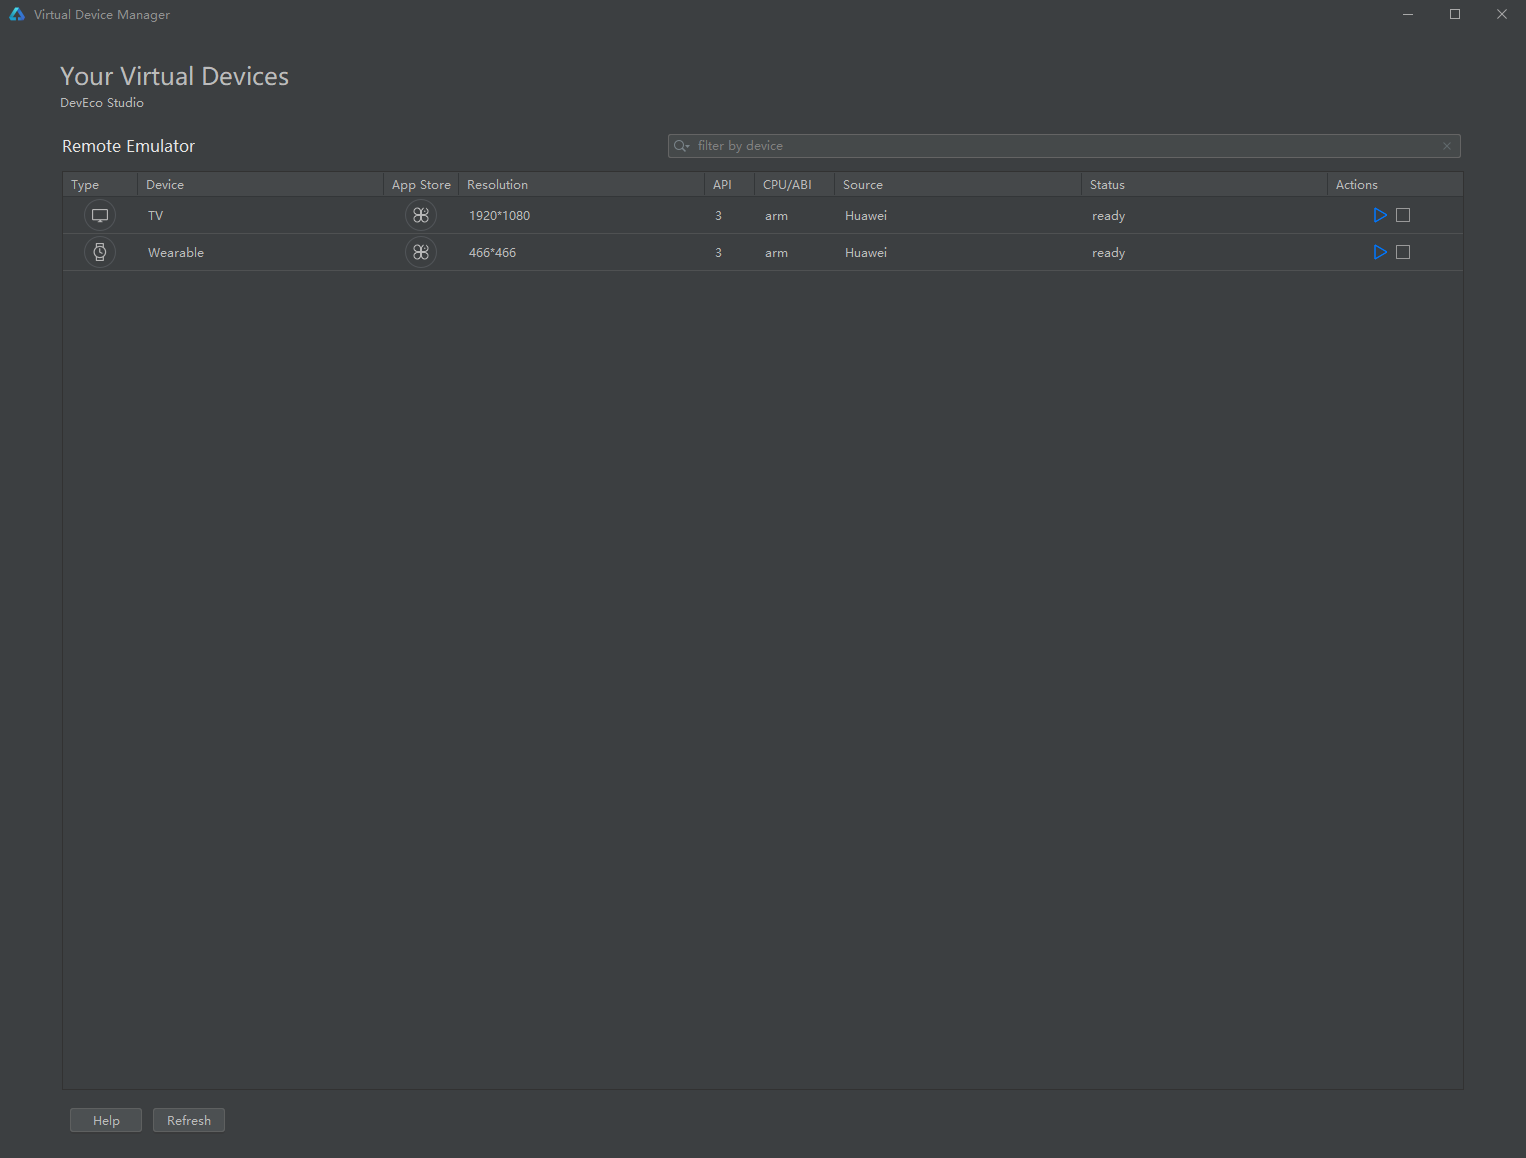 Virtual Device Manager
Your Virtual Devices
DevEco Studio
Remote Emulator
filter by device
Type Device App Store Resolution API CPU/ABI Source Status Actions
TV 1920*1080 3 arm Huawei ready
Wearable 466*466 3 arm Huawei ready
Help Refresh